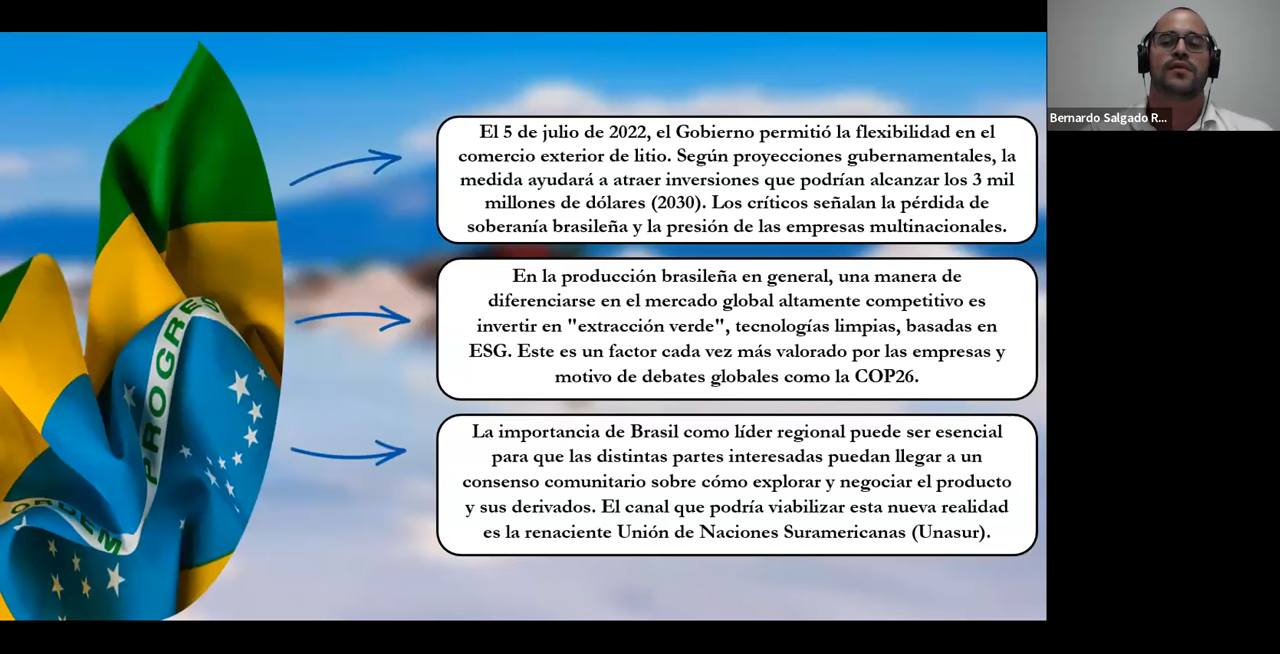 El 5 de julio de 2022, el Gobierno permitió la flexibilidad en el
comercio exterior de litio. Según proyecciones gubernamentales, la
medida ayudará a atraer inversiones que podrían alcanzar los 3 mil
millones de dólares (2030). Los críticos señalan la pérdida de
soberanía brasileña y la presión de las empresas multinacionales.
En la producción brasileña en general, una manera de
diferenciarse en el mercado global altamente competitivo es
invertir en "extracción verde", tecnologías limpias, basadas en
ESG. Este es un factor cada vez más valorado por las empresas y
motivo de debates globales como la COP26.
La importancia de Brasil como líder regional puede ser esencial
para que las distintas partes interesadas puedan llegar a un
consenso comunitario sobre cómo explorar y negociar el producto
y sus derivados. El canal que podría viabilizar esta nueva realidad
es la renaciente Unión de Naciones Suramericanas (Unasur).
Bernardo Salgado R...
PROGRE
ORDEM